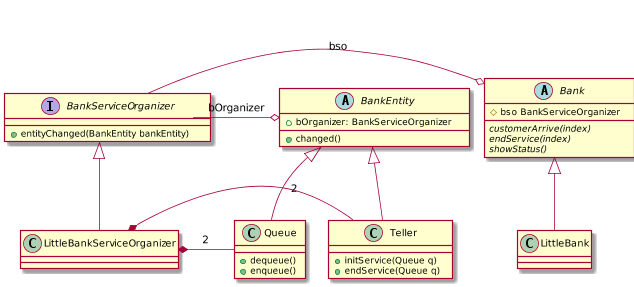 bso
I BankServiceOrganizer
entityChanged(BankEntity bankEntity)
bOrganizer
A BankEntity
bOrganizer: BankServiceOrganizer
changed()
A Bank
bso BankServiceOrganizer
customerArrive(index)
endService(index)
showStatus()
2
C LittleBankServiceOrganizer
2
C Queue
dequeue()
enqueue()
C Teller
initService(Queue q)
endService(Queue q)
C LittleBank